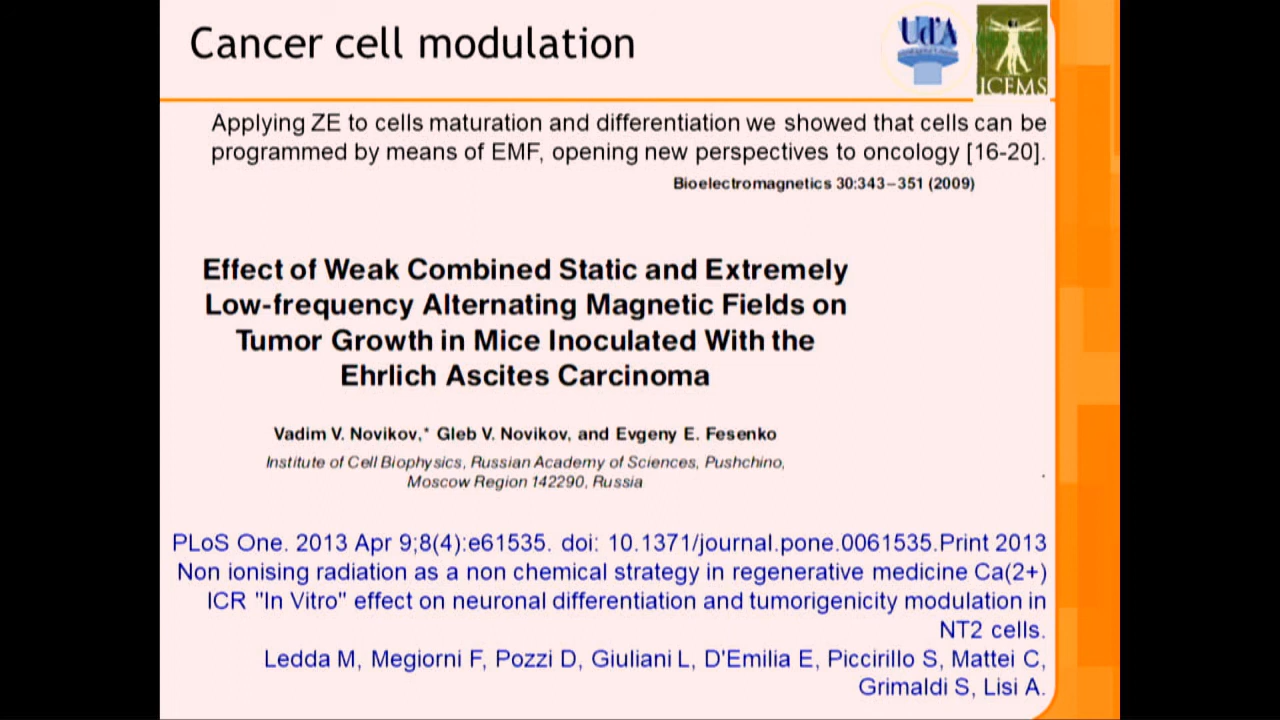 Cancer cell modulation
Ud'A
ICEMS
Applying ZE to cells maturation and differentiation we showed that cells can be
programmed by means of EMF, opening new perspectives to oncology [16-20].
Bioelectromagnetics 30:343–351 (2009)
Effect of Weak Combined Static and Extremely
Low-frequency Alternating Magnetic Fields on
Tumor Growth in Mice Inoculated With the
Ehrlich Ascites Carcinoma
Vadim V. Novikov,* Gleb V. Novikov, and Evgeny E. Fesenko
Institute of Cell Biophysics, Russian Academy of Sciences, Pushchino,
Moscow Region 142290, Russia
PLoS One. 2013 Apr 9;8(4):e61535. doi: 10.1371/journal.pone.0061535.Print 2013
Non ionising radiation as a non chemical strategy in regenerative medicine Ca(2+)
ICR "In Vitro" effect on neuronal differentiation and tumorigenicity modulation in
NT2 cells.
Ledda M, Megiorni F, Pozzi D, Giuliani L, D'Emilia E, Piccirillo S, Mattei C,
Grimaldi S, Lisi A.